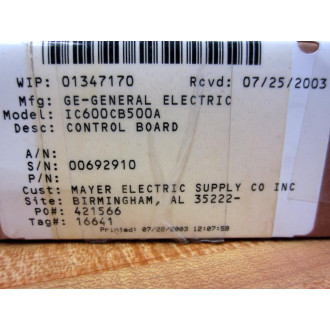 WIP: 01347170 Rcvd: 07/25/2003
Mfg: GE-GENERAL ELECTRIC
Model: IC600CB500A
Desc: CONTROL BOARD
A/N:
S/N: 00692910
P/N:
Cust: MAYER ELECTRIC SUPPLY CO INC
Site: BIRMINGHAM, AL 35222-
PO#: 421566
Tag#: 16641
Printed: 07/28/2003 12:07:59